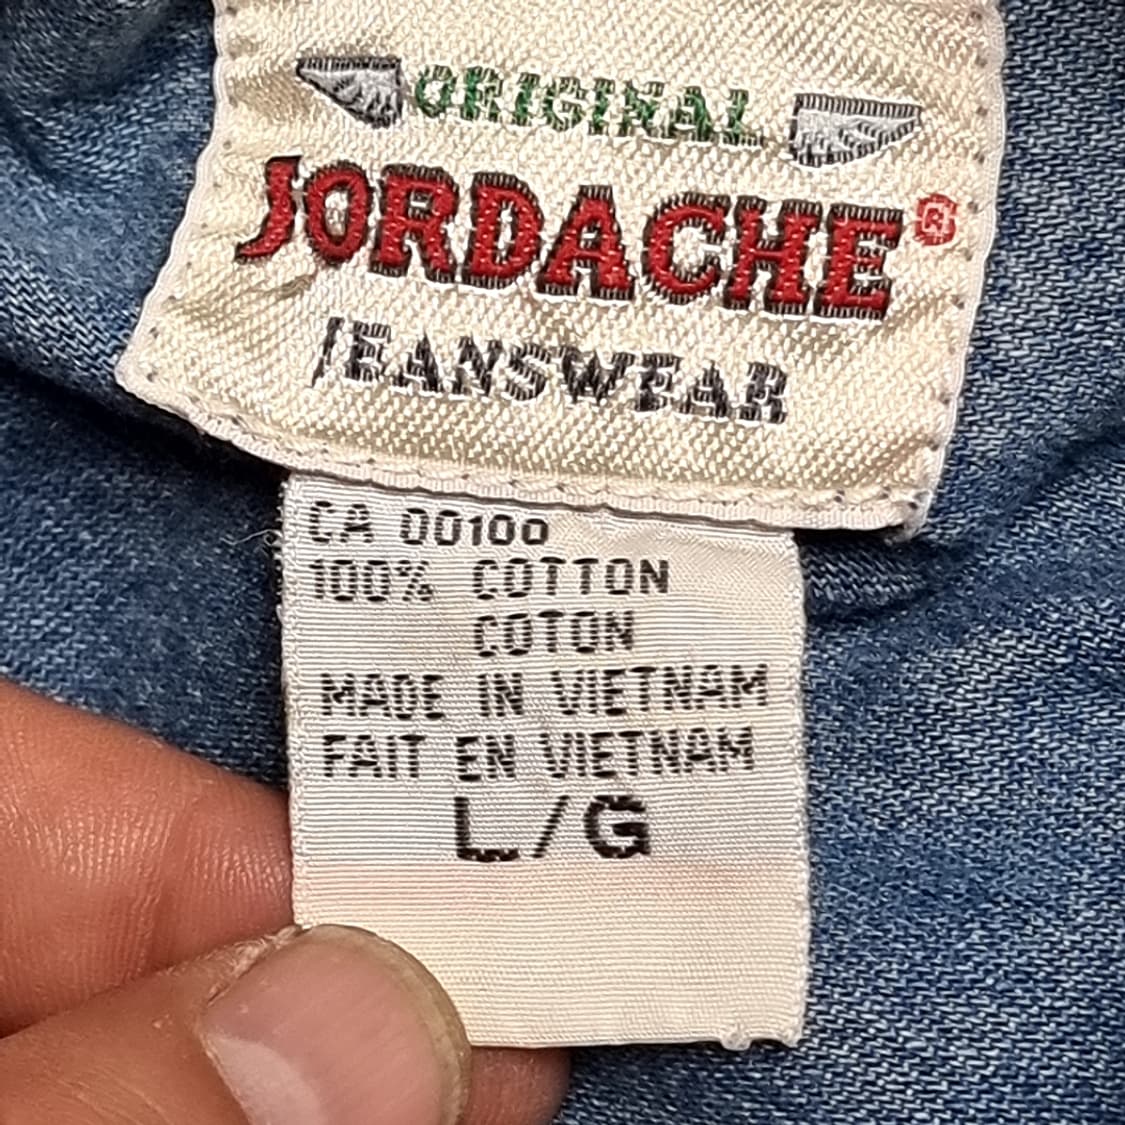 ORIGINAL
JORDACHE®
JEANSWEAR
CA 00100
100% COTTON
COTON
MADE IN VIETNAM
FAIT EN VIETNAM
L/G